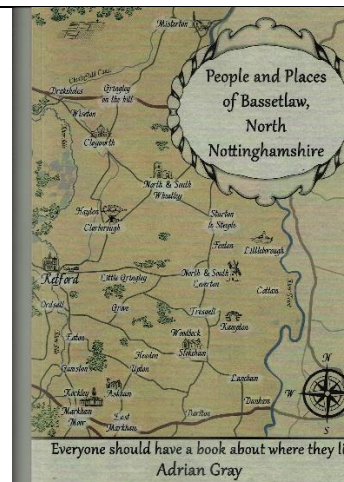 Misterton
People and Places
of Bassetlaw,
North
Nottinghamshire
Drakeholes
Gringley
on the hill
Wiseton
Clayworth
North & South
Wheatley
Hayton
Clarborough
Sturton
le Steeple
Fenton
Littleborough
Retford
Little Gringley
North & South
Leverton
Cottam
Ordsall
Grove
Treswell
Rampton
Eaton
Woodbeck
Headon
Stokeham
Gamston
Upton
Laneham
Rockley
Askham
Markham
Moor
East
Markham
Darlton
Dunham
N
W
S
Everyone should have a book about where they li
Adrian Gray